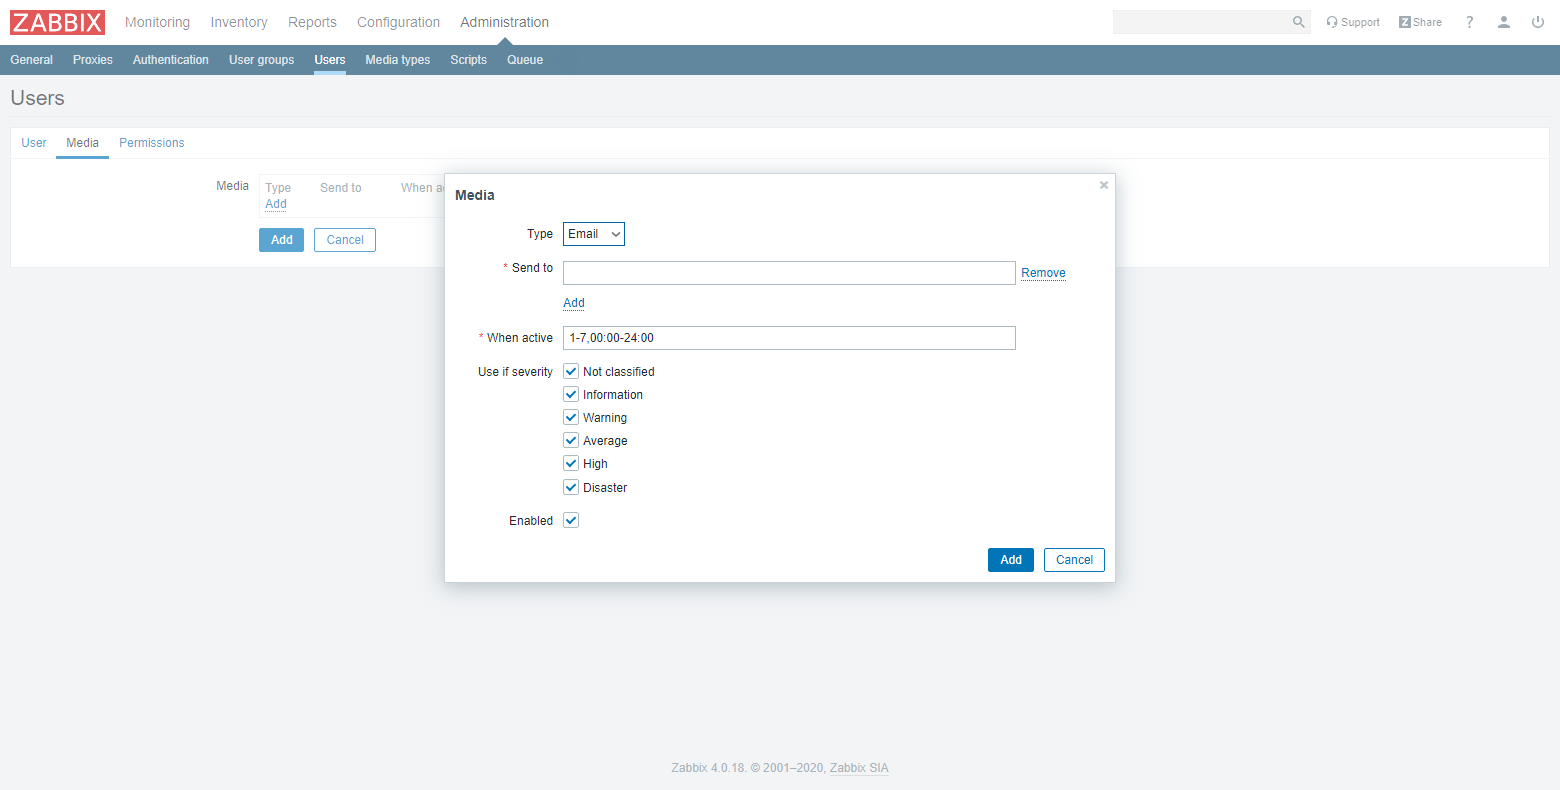 ZABBIX Monitoring Inventory Reports Configuration Administration Support Z Share ?
General Proxies Authentication User groups Users Media types Scripts Queue
Users
User Media Permissions
Media Type Send to When ac
Add
Add Cancel
Media ×
Type Email
* Send to Remove
Add
* When active 1-7,00:00-24:00
Use if severity Not classified
Information
Warning
Average
High
Disaster
Enabled
Add Cancel
Zabbix 4.0.18. © 2001–2020, Zabbix SIA